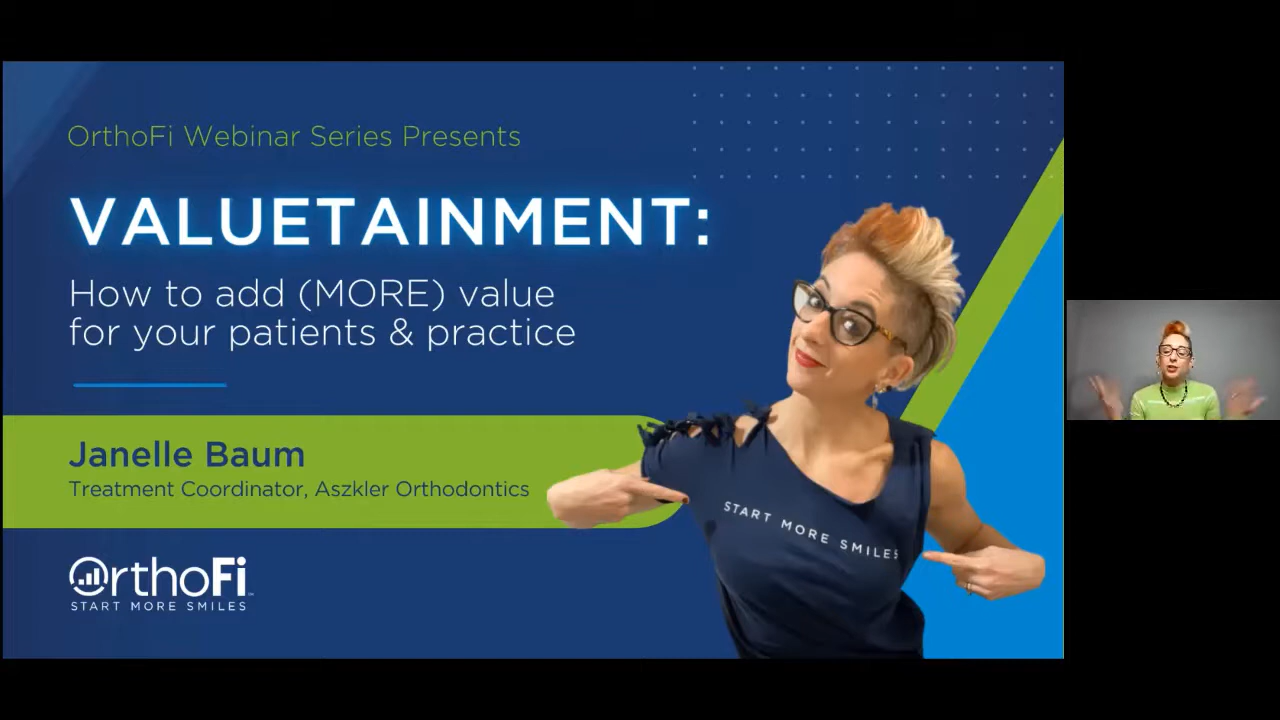 OrthoFi Webinar Series Presents
VALUETAINMENT:
How to add (MORE) value
for your patients & practice
Janelle Baum
Treatment Coordinator, Aszkler Orthodontics
START MORE SMILES
OrthoFi
START MORE SMILES